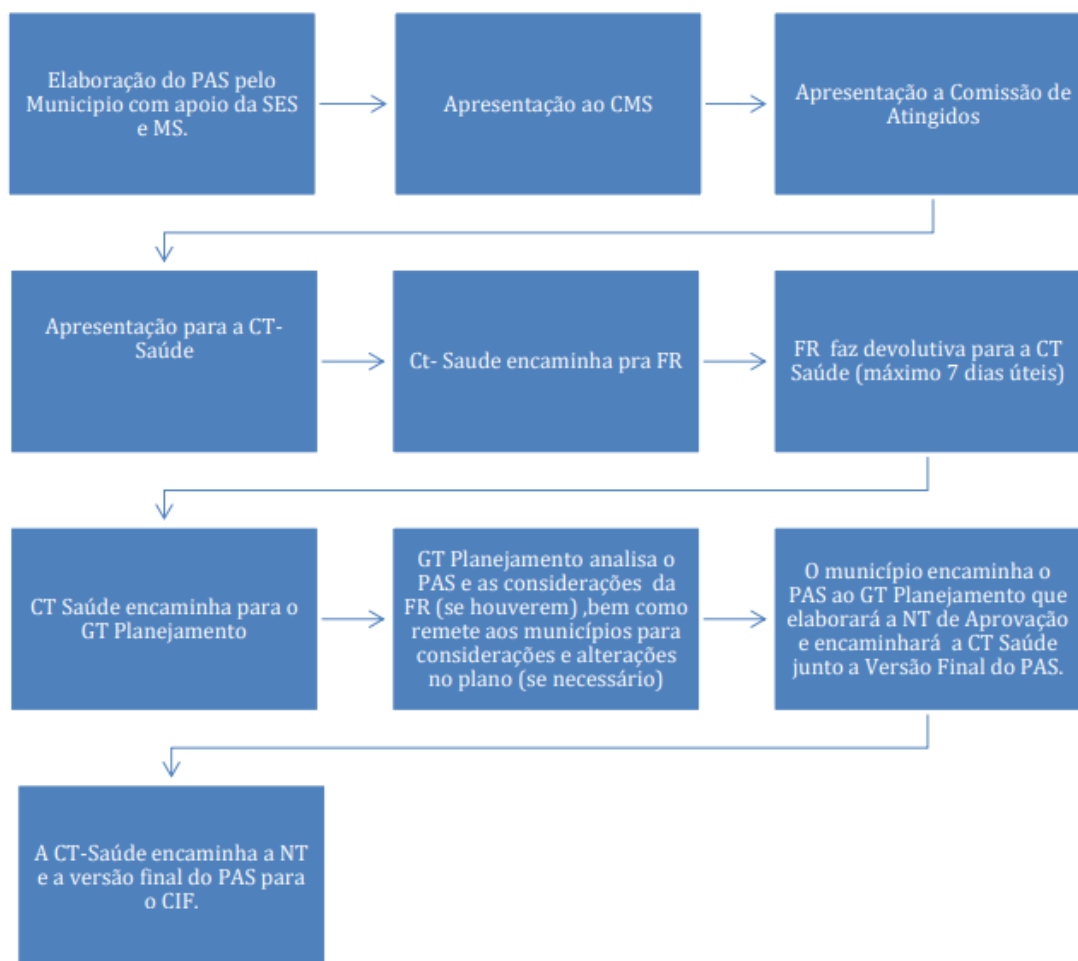 Elaboração do PAS pelo
Municipio com apoio da SES
e MS.
Apresentação ao CMS
Apresentação a Comissão de
Atingidos
Apresentação para a CT-
Saúde
Ct- Saude encaminha pra FR
FR faz devolutiva para a CT
Saúde (máximo 7 dias úteis)
CT Saúde encaminha para o
GT Planejamento
GT Planejamento analisa o
PAS e as considerações da
FR (se houverem) ,bem como
remete aos municípios para
considerações e alterações
no plano (se necessário)
O município encaminha o
PAS ao GT Planejamento que
elaborará a NT de Aprovação
e encaminhará a CT Saúde
junto a Versão Final do PAS.
A CT-Saúde encaminha a NT
e a versão final do PAS para
o CIF.